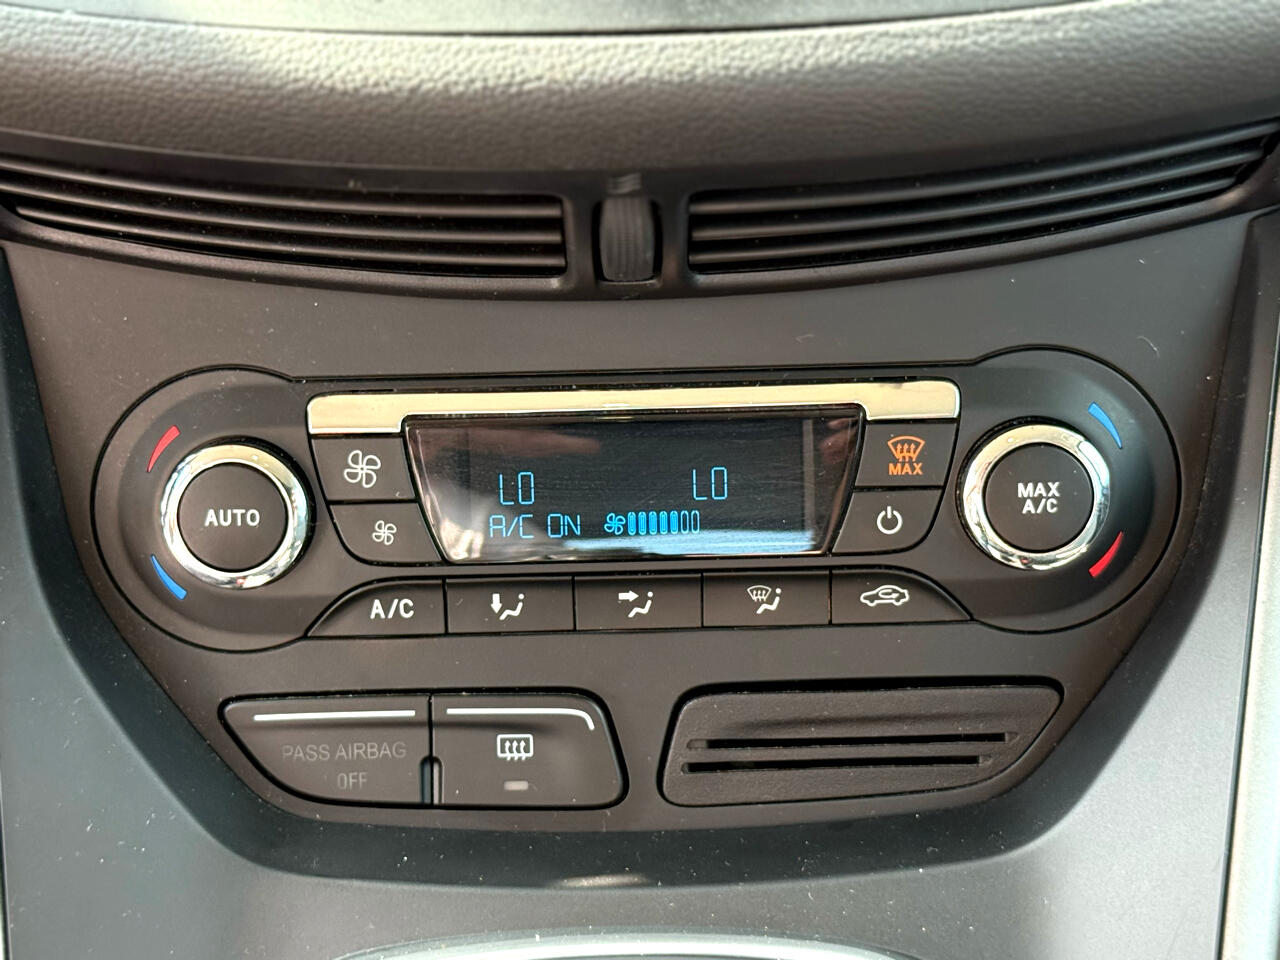 MAX
AUTO
LO
LO
MAX
A/C
A/C ON
A/C
PASS AIRBAG
OFF